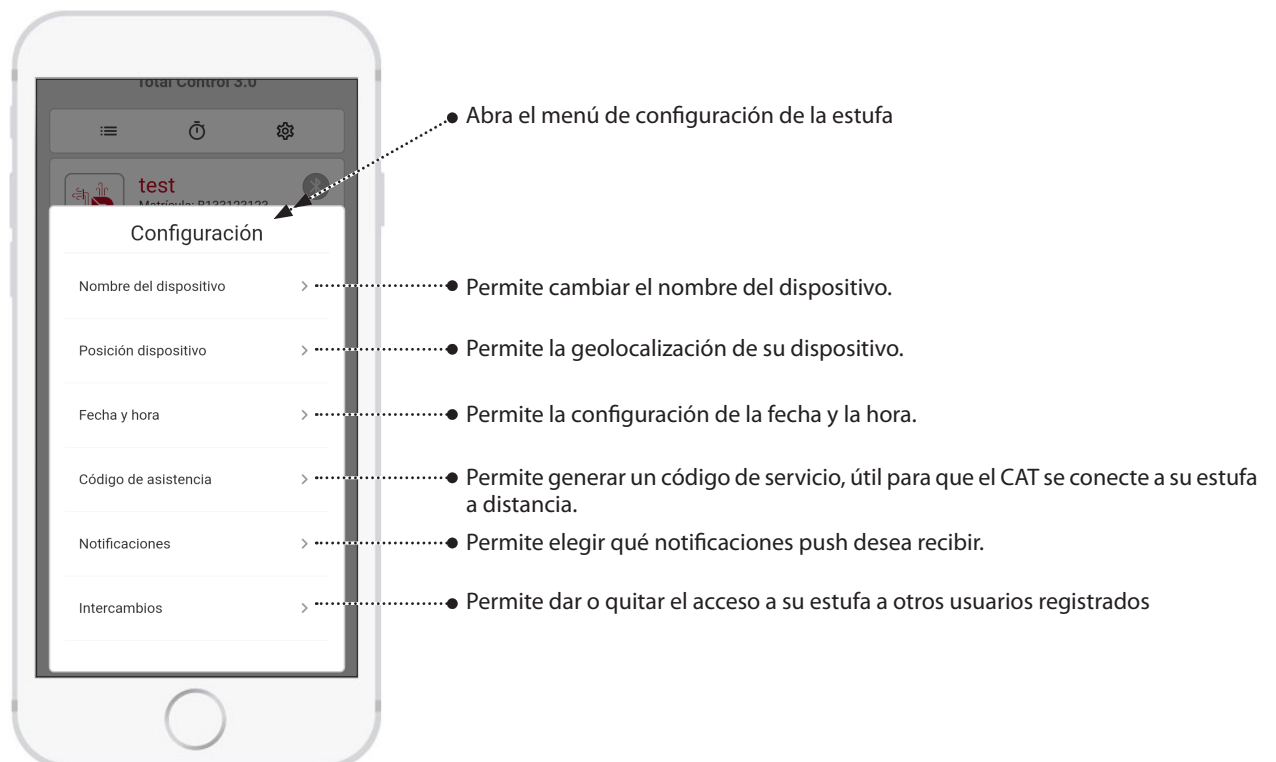 Total Control 3.0
Abra el menú de configuración de la estufa
test
Matrícula: B133123123
Configuración
Nombre del dispositivo
Permite cambiar el nombre del dispositivo.
Posición dispositivo
Permite la geolocalización de su dispositivo.
Fecha y hora
Permite la configuración de la fecha y la hora.
Código de asistencia
Permite generar un código de servicio, útil para que el CAT se conecte a su estufa
a distancia.
Notificaciones
Permite elegir qué notificaciones push desea recibir.
Intercambios
Permite dar o quitar el acceso a su estufa a otros usuarios registrados